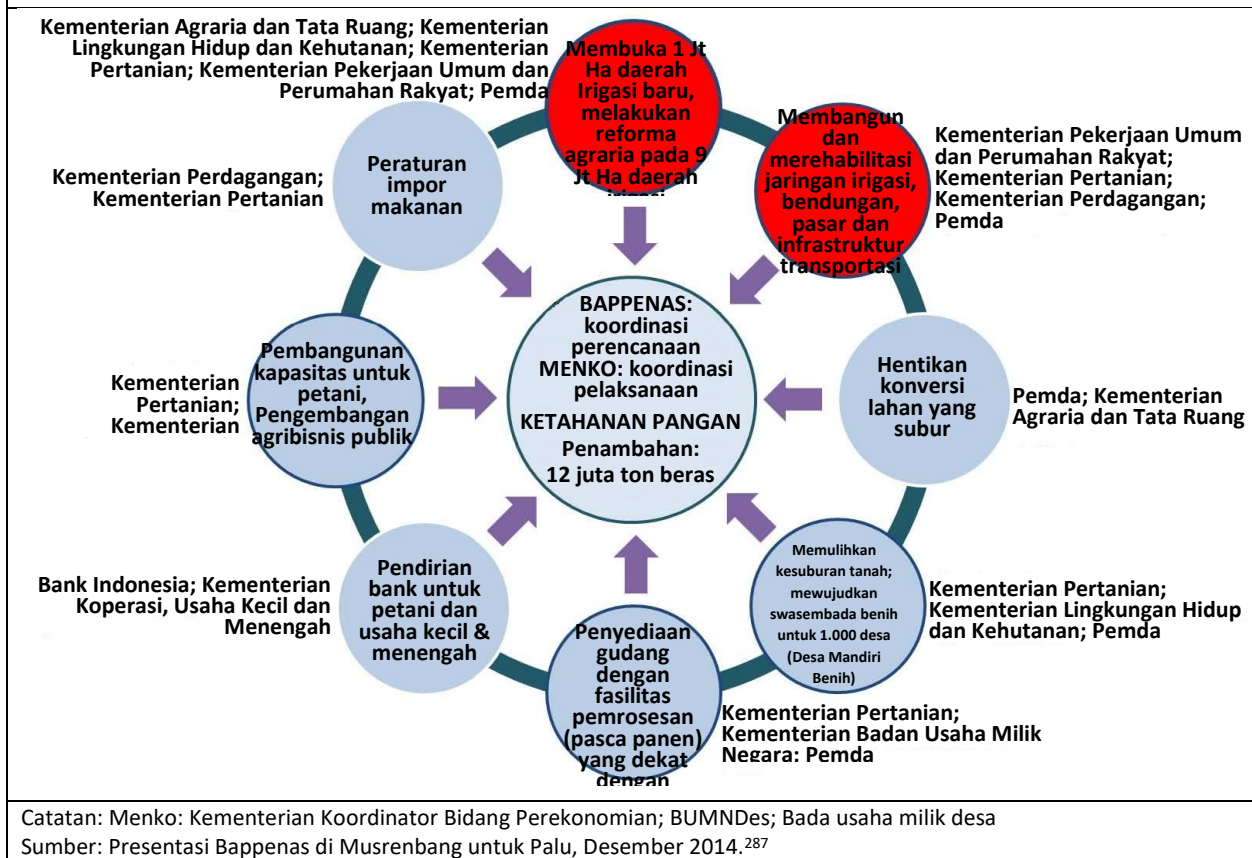 Kementerian Agraria dan Tata Ruang; Kementerian
Lingkungan Hidup dan Kehutanan; Kementerian
Pertanian; Kementerian Pekerjaan Umum dan
Perumahan Rakyat; Pemda
Membuka 1 Jt
Ha daerah
Irigasi baru,
melakukan
reforma
agraria pada 9
Jt Ha daerah
Membangun
dan
merehabilitasi
jaringan irigasi,
bendungan,
pasar dan
infrastruktur
transportasi
Kementerian Pekerjaan Umum
dan Perumahan Rakyat;
Kementerian Pertanian;
Kementerian Perdagangan;
Pemda
Kementerian Perdagangan;
Kementerian Pertanian
Peraturan
impor
makanan
BAPPENAS:
koordinasi
perencanaan
MENKO: koordinasi
pelaksanaan
KETAHANAN PANGAN
Penambahan:
12 juta ton beras
Hentikan
konversi
lahan yang
subur
Pemda; Kementerian
Agraria dan Tata Ruang
Kementerian
Pertanian;
Kementerian
Pembangunan
kapasitas untuk
petani,
Pengembangan
agribisnis publik
Bank Indonesia; Kementerian
Koperasi, Usaha Kecil dan
Menengah
Pendirian
bank untuk
petani dan
usaha kecil &
menengah
Penyediaan
gudang
dengan
fasilitas
pemrosesan
(pasca panen)
yang dekat
dengan
Kementerian Pertanian;
Kementerian Badan Usaha Milik
Negara; Pemda
Memulihkan
kesuburan tanah;
mewujudkan
swasembada benih
untuk 1.000 desa
(Desa Mandiri
Benih)
Kementerian Pertanian;
Kementerian Lingkungan Hidup
dan Kehutanan; Pemda
Catatan: Menko: Kementerian Koordinator Bidang Perekonomian; BUMNDes; Bada usaha milik desa
Sumber: Presentasi Bappenas di Musrenbang untuk Palu, Desember 2014.287